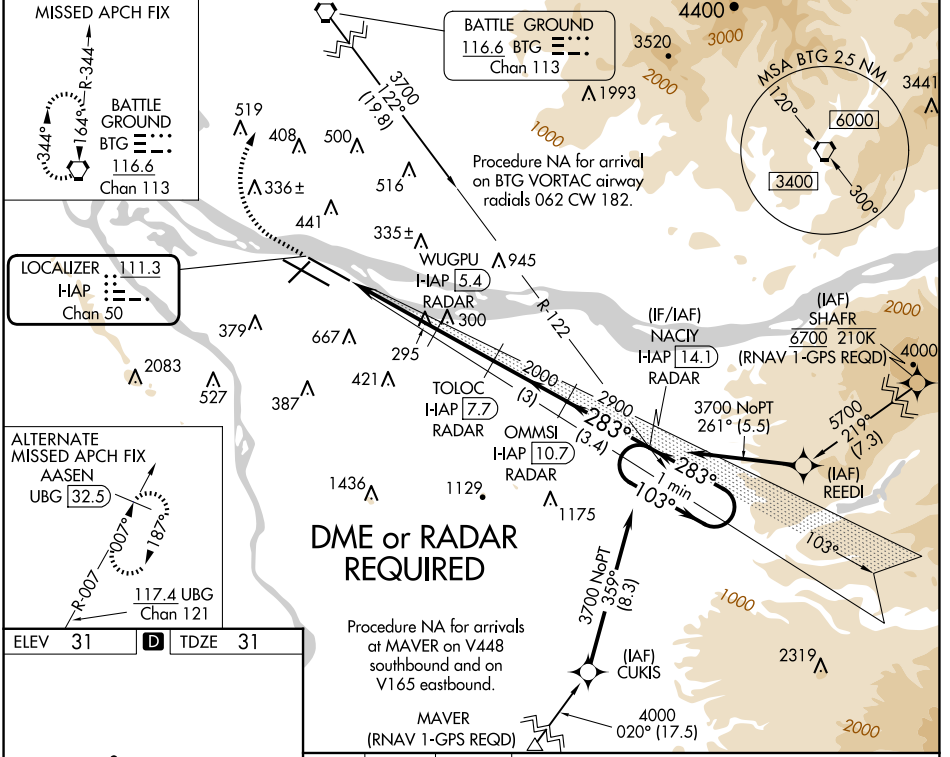 MISSED APCH FIX
R-344
344°
164°
BATTLE
GROUND
BTG
116.6
Chan 113
BATTLE GROUND
116.6 BTG
Chan 113
3700
122°
(19.8)
4400
3520
3000
2000
1000
1993
3441
MSA BTG 25 NM
120°
6000
3400
300°
Procedure NA for arrival
on BTG VORTAC airway
radials 062 CW 182.
519
408
500
516
336±
441
335±
945
LOCALIZER 111.3
I-IAP
Chan 50
WUGPU
I-IAP 5.4
RADAR
300
R-122
(IF/IAF)
NACIY
I-IAP 14.1
RADAR
(IAF)
SHAFR
6700 210K
(RNAV 1-GPS REQD)
2000
4000
379
667
295
2083
527
387
421
TOLOC
I-IAP 7.7
RADAR
2000
(3)
2900
283°
(3.4)
OMMSI
I-IAP 10.7
RADAR
3700 NoPT
261° (5.5)
5700
219°
(7.3)
(IAF)
REEDI
283°
1 min
103°
103°
ALTERNATE
MISSED APCH FIX
AASEN
UBG 32.5
007°
187°
R-007
117.4 UBG
Chan 121
1436
1129
1175
DME or RADAR
REQUIRED
3700 NoPT
359°
(8.3)
1000
Procedure NA for arrivals
at MAVER on V448
southbound and on
V165 eastbound.
(IAF)
CUKIS
2319
2000
MAVER
(RNAV 1-GPS REQD)
4000
020° (17.5)
ELEV 31
D
TDZE 31